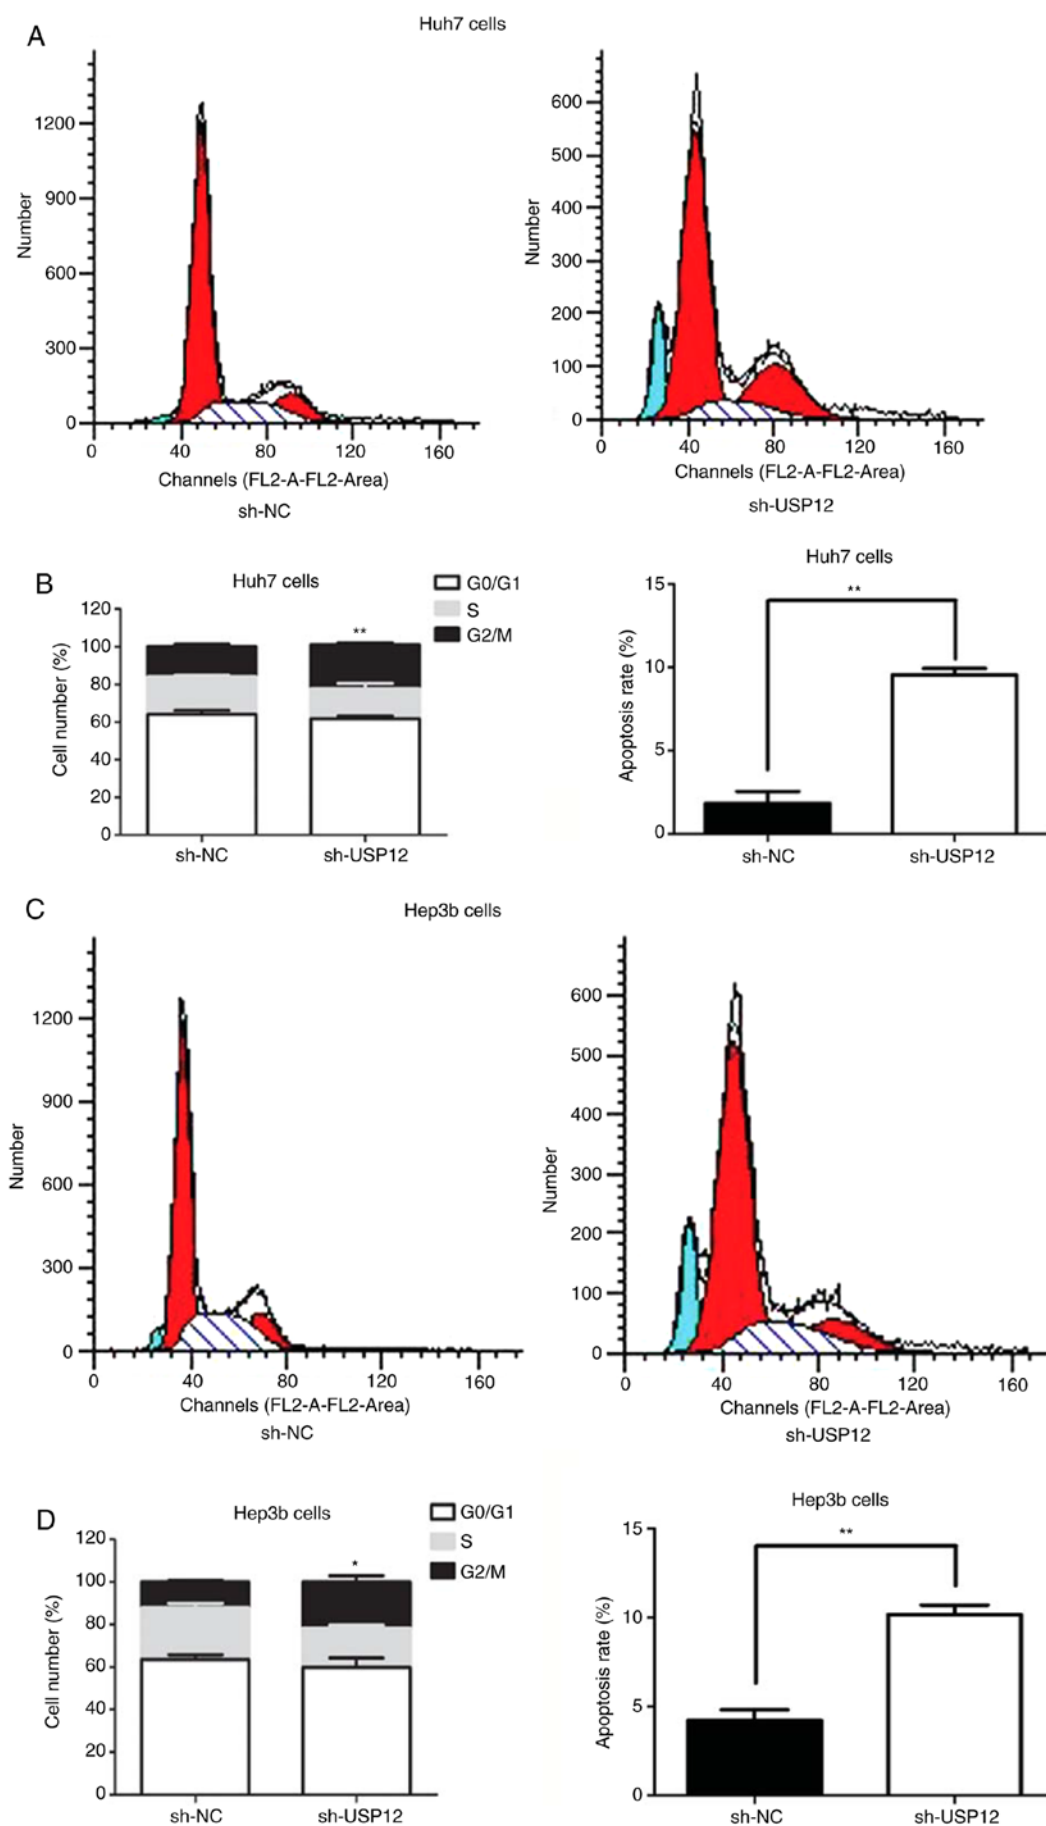 A
Huh7 cells
Number
1200
900
600
300
0
0 40 80 120 160
Channels (FL2-A-FL2-Area)
sh-NC
Number
600
500
400
300
200
100
0
0 40 80 120 160
Channels (FL2-A-FL2-Area)
sh-USP12
B
Huh7 cells
G0/G1
S
G2/M
Cell number (%)
120
100
80
60
40
20
0
**
sh-NC sh-USP12
Huh7 cells
Apoptosis rate (%)
15
10
5
0
**
sh-NC sh-USP12
C
Hep3b cells
Number
1200
900
600
300
0
0 40 80 120 160
Channels (FL2-A-FL2-Area)
sh-NC
Number
600
500
400
300
200
100
0
0 40 80 120 160
Channels (FL2-A-FL2-Area)
sh-USP12
D
Hep3b cells
G0/G1
S
G2/M
Cell number (%)
120
100
80
60
40
20
0
*
sh-NC sh-USP12
Hep3b cells
Apoptosis rate (%)
15
10
5
0
**
sh-NC sh-USP12